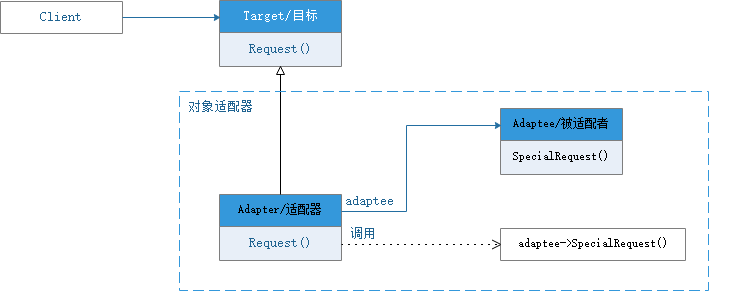 Client
Target/目标
Request()
对象适配器
Adaptee/被适配者
SpecialRequest()
Adapter/适配器
adaptee
Request()
调用
adaptee->SpecialRequest()